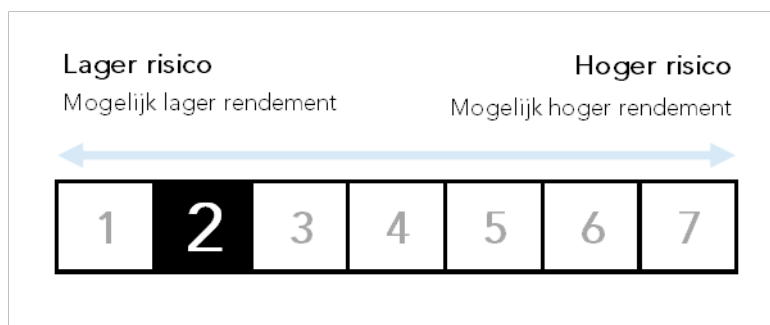 Lager risico
Hoger risico
Mogelijk lager rendement
Mogelijk hoger rendement
1 2 3 4 5 6 7